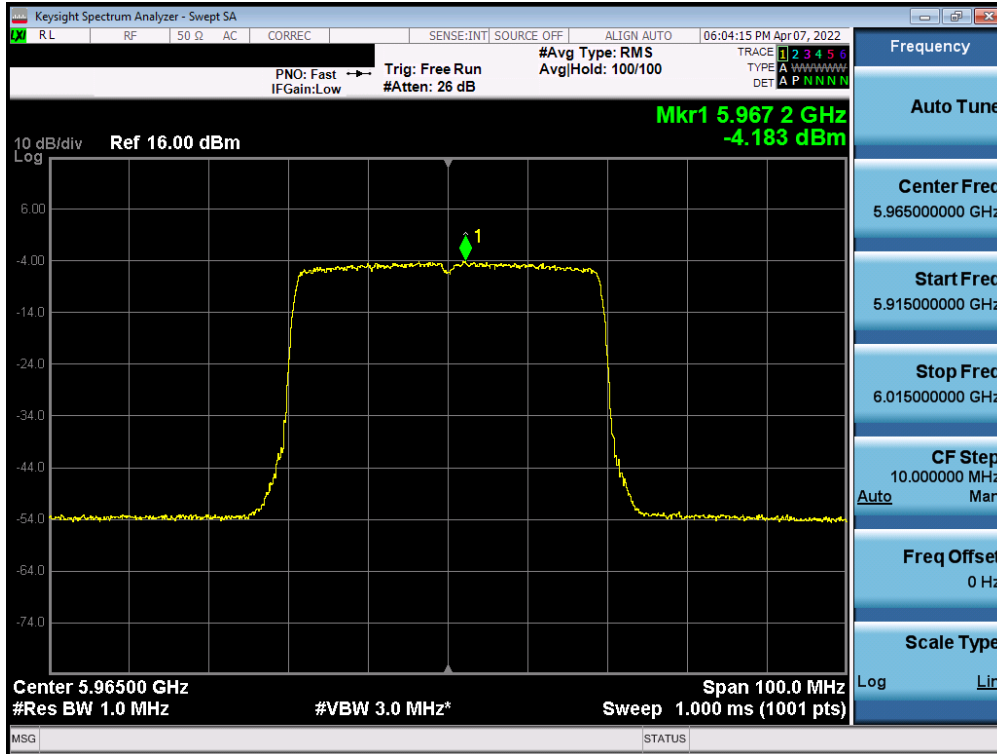 Keysight Spectrum Analyzer - Swept SA
LXI RL RF 50 Ω AC CORREC SENSE:INT SOURCE OFF ALIGN AUTO 06:04:15 PM Apr 07, 2022
PNO: Fast Trig: Free Run #Avg Type: RMS TRACE 1 2 3 4 5 6
IFGain:Low #Atten: 26 dB Avg|Hold: 100/100 TYPE A WWWWW
DET A P N N N N
Mkr1 5.967 2 GHz
-4.183 dBm
10 dB/div Ref 16.00 dBm
Log
1
6.00
-4.00
-14.0
-24.0
-34.0
-44.0
-54.0
-64.0
-74.0
Center 5.96500 GHz Span 100.0 MHz
#Res BW 1.0 MHz #VBW 3.0 MHz* Sweep 1.000 ms (1001 pts)
MSG STATUS
Frequency
Auto Tune
Center Freq
5.965000000 GHz
Start Freq
5.915000000 GHz
Stop Freq
6.015000000 GHz
CF Step
10.000000 MHz
Auto Man
Freq Offset
0 Hz
Scale Type
Log Lin